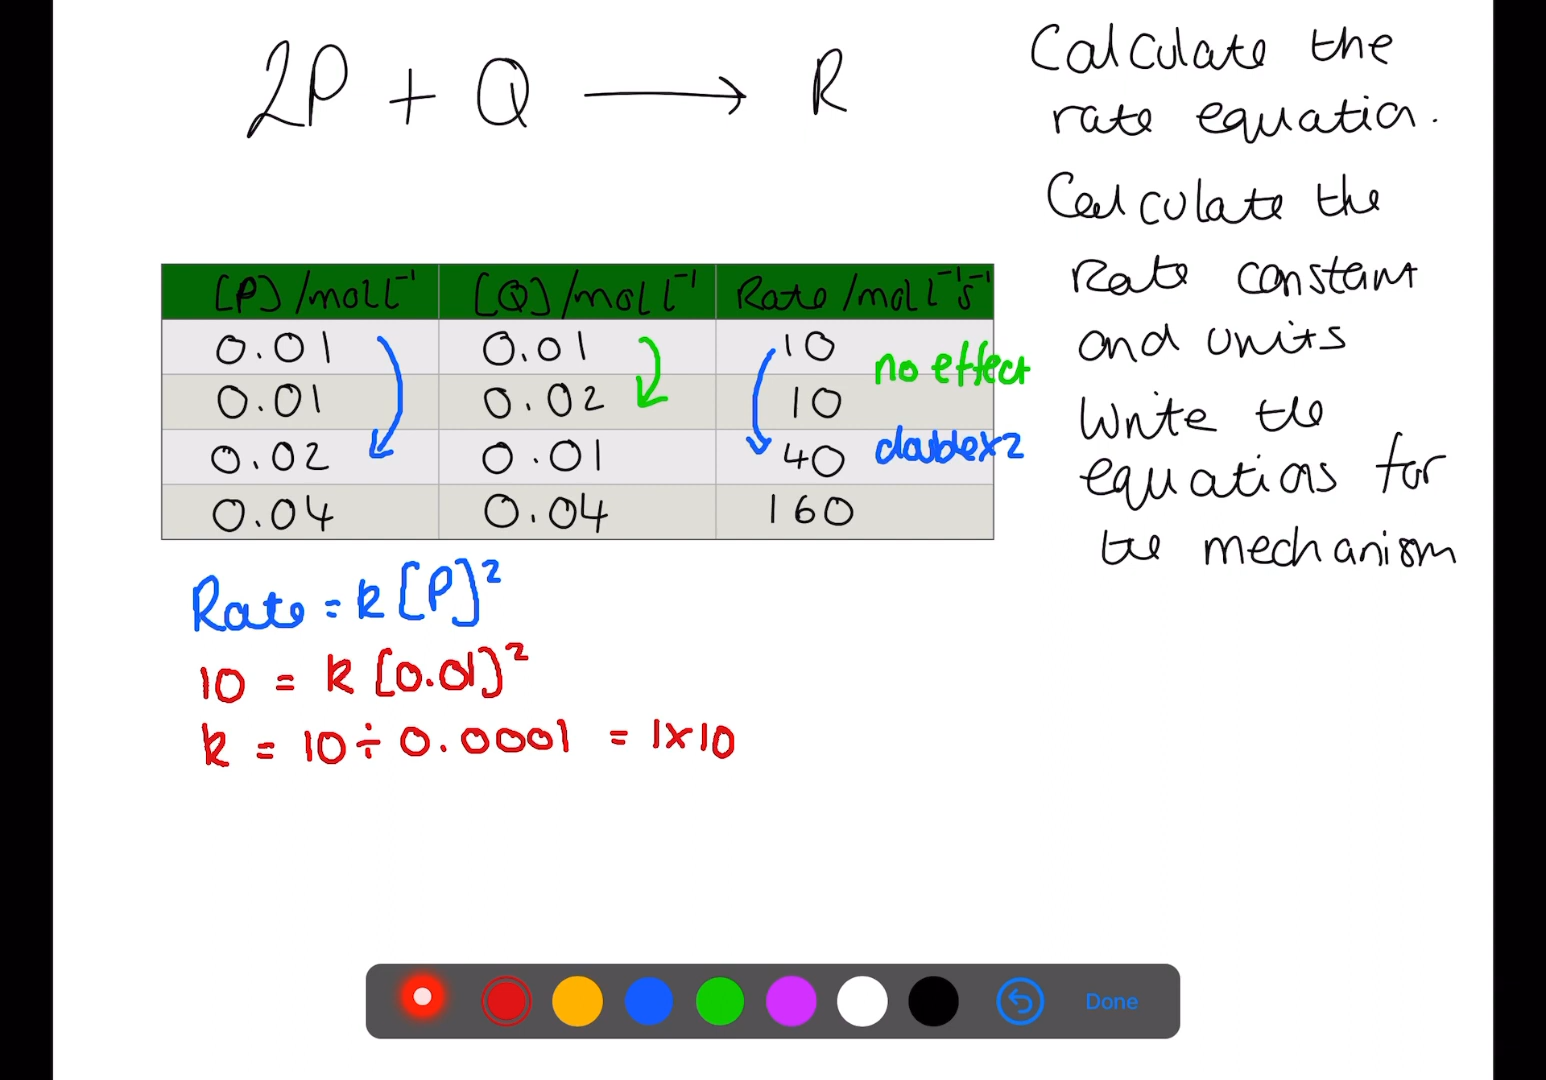 2P + Q ⟶ R
Calculate the
rate equation.
Calculate the
Rate constant
and units
Write the
equations for
the mechanism
[P]/mol l⁻¹ [Q]/mol l⁻¹ Rate/mol l⁻¹s⁻¹
0.01 0.01 10
no effect
0.01 0.02 10
0.02 0.01 40 doublex2
0.04 0.04 160
Rate = k[P]²
10 = k[0.01]²
k = 10 ÷ 0.0001 = 1x10
Done